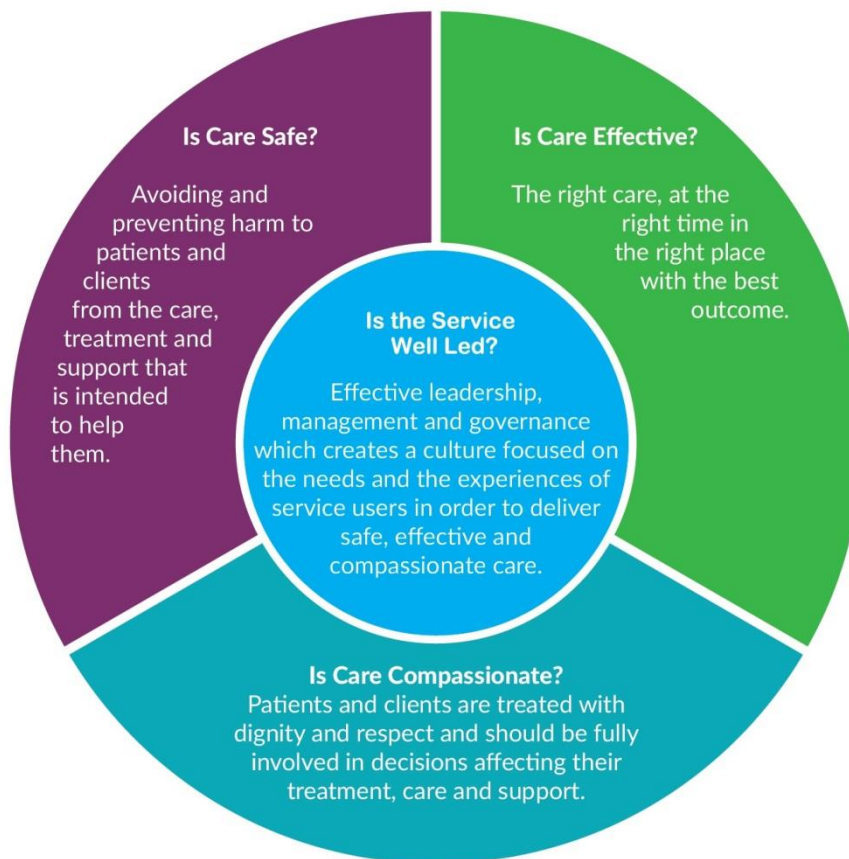 Is Care Safe?
Avoiding and
preventing harm to
patients and
clients
from the care,
treatment and
support that
is intended
to help
them.
Is Care Effective?
The right care, at the
right time in
the right place
with the best
outcome.
Is the Service
Well Led?
Effective leadership,
management and governance
which creates a culture focused on
the needs and the experiences of
service users in order to deliver
safe, effective and
compassionate care.
Is Care Compassionate?
Patients and clients are treated with
dignity and respect and should be fully
involved in decisions affecting their
treatment, care and support.